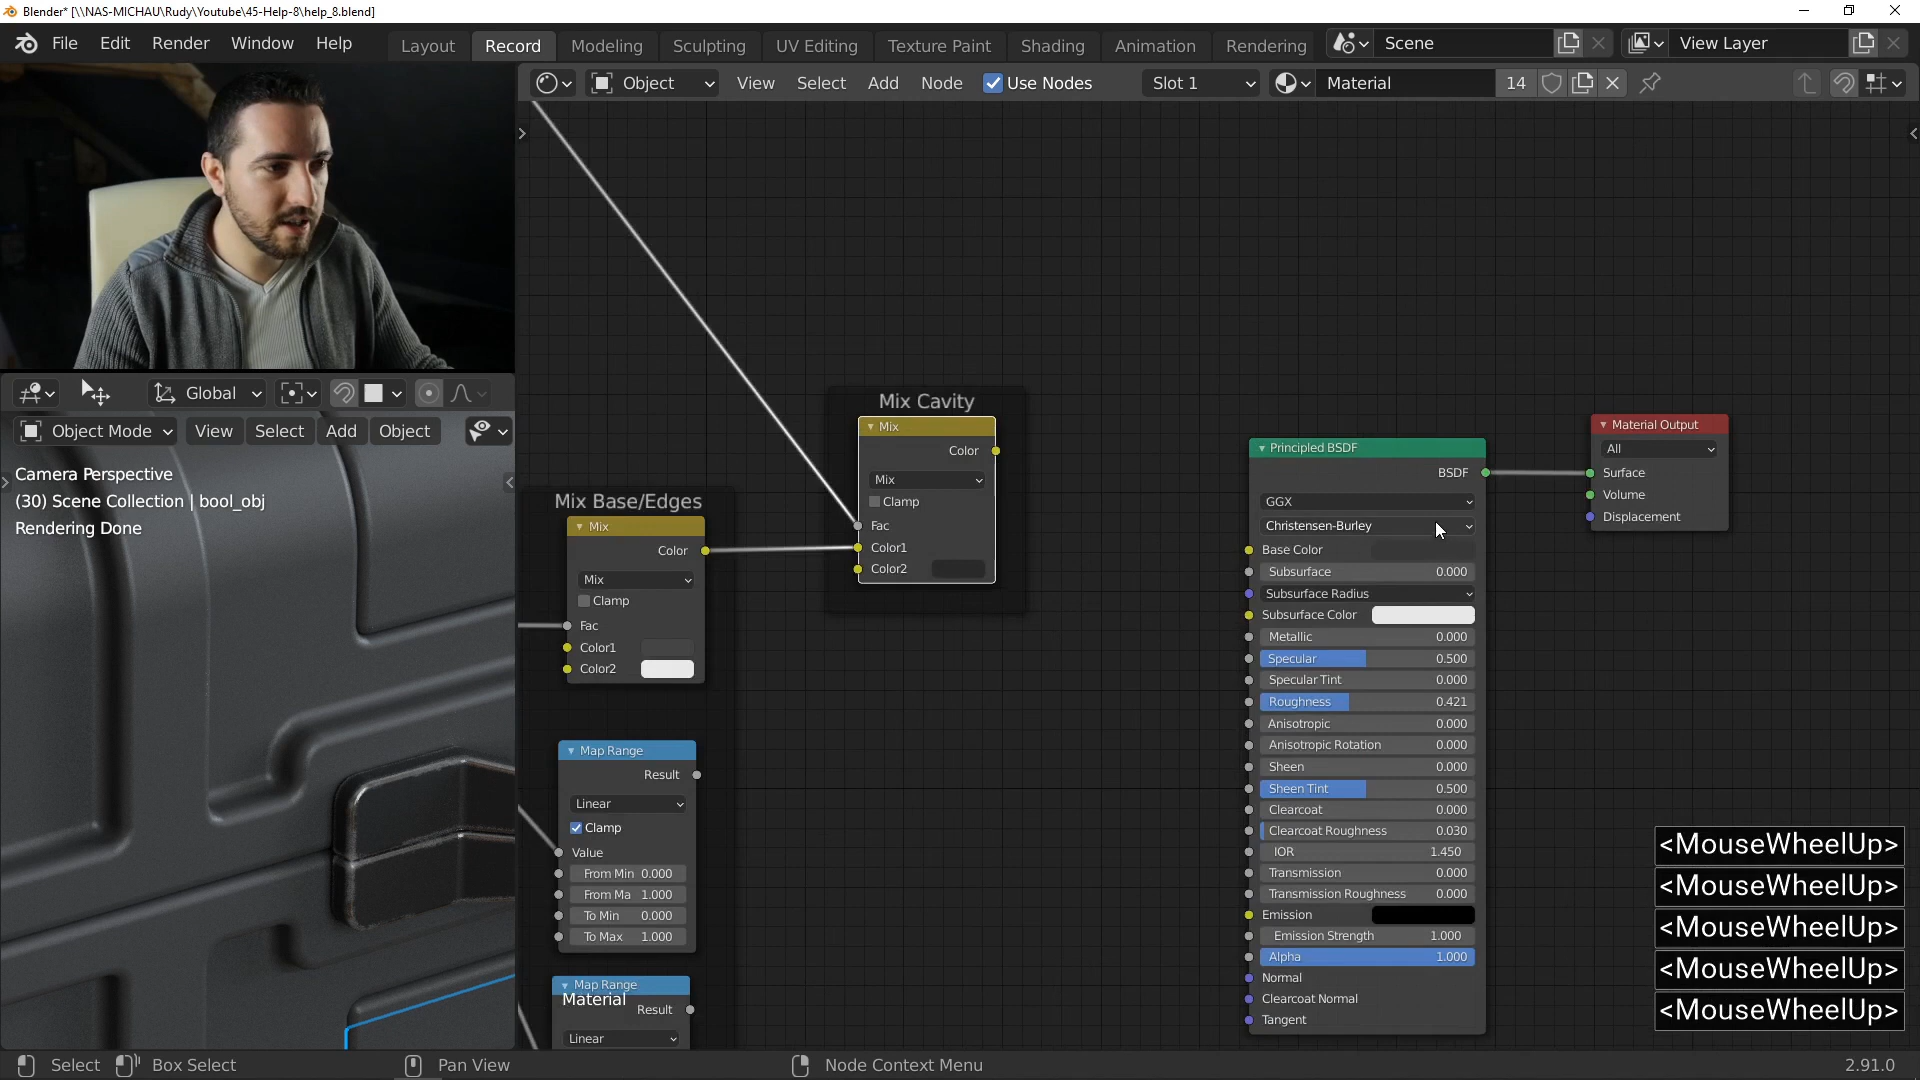 Blender* [\\NAS-MICHAU\Rudy\Youtube\45-Help-8\help_8.blend]
File Edit Render Window Help
Layout Record Modeling Sculpting UV Editing Texture Paint Shading Animation Rendering
Scene
View Layer
Object View Select Add Node Use Nodes Slot 1 Material 14
Global
Object Mode View Select Add Object
Camera Perspective
(30) Scene Collection | bool_obj
Rendering Done
Mix Base/Edges
Mix
Color
Mix
Clamp
Fac
Color1
Color2
Map Range
Result
Linear
Clamp
Value
From Min 0.000
From Ma 1.000
To Min 0.000
To Max 1.000
Map Range
Material
Result
Linear
Mix Cavity
Mix
Color
Mix
Clamp
Fac
Color1
Color2
Principled BSDF
BSDF
GGX
Christensen-Burley
Base Color
Subsurface 0.000
Subsurface Radius
Subsurface Color
Metallic 0.000
Specular 0.500
Specular Tint 0.000
Roughness 0.421
Anisotropic 0.000
Anisotropic Rotation 0.000
Sheen 0.000
Sheen Tint 0.500
Clearcoat 0.000
Clearcoat Roughness 0.030
IOR 1.450
Transmission 0.000
Transmission Roughness 0.000
Emission
Emission Strength 1.000
Alpha 1.000
Normal
Clearcoat Normal
Tangent
Material Output
All
Surface
Volume
Displacement
<MouseWheelUp>
<MouseWheelUp>
<MouseWheelUp>
<MouseWheelUp>
<MouseWheelUp>
Select Box Select Pan View Node Context Menu 2.91.0